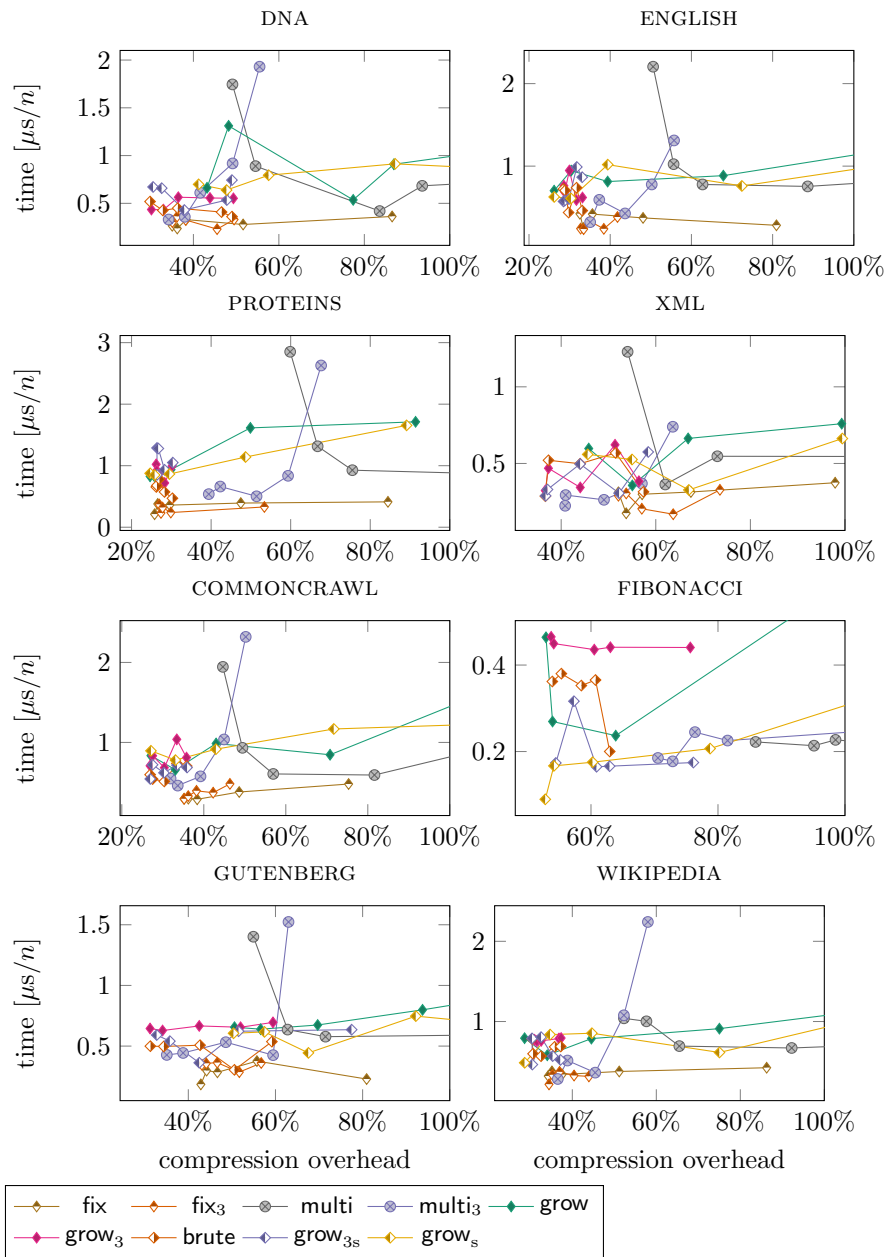 DNA
ENGLISH
2
1.5
1
0.5
time [μs/n]
40% 60% 80% 100%
2
1
20% 40% 60% 80% 100%
PROTEINS
XML
3
2
1
0
time [μs/n]
20% 40% 60% 80% 100%
1
0.5
40% 60% 80% 100%
COMMONCRAWL
FIBONACCI
2
1
time [μs/n]
20% 40% 60% 80% 100%
0.4
0.2
60% 80% 100%
GUTENBERG
WIKIPEDIA
1.5
1
0.5
time [μs/n]
40% 60% 80% 100%
compression overhead
2
1
40% 60% 80% 100%
compression overhead
fix fix₃ multi multi₃ grow
grow₃ brute grow₃ₛ growₛ